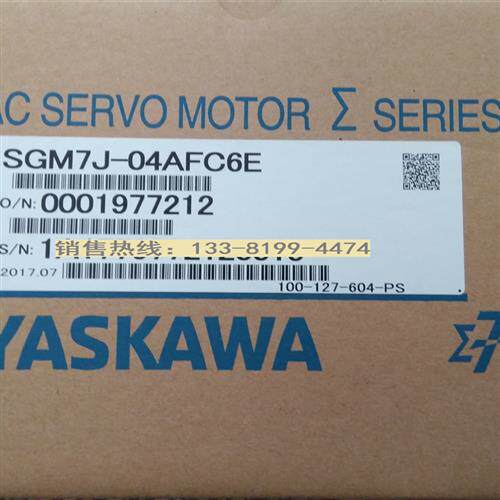 AC SERVO MOTOR Σ SERIES
SGM7J-04AFC6E
O/N: 0001977212
S/N:
销售热线：133-8199-4474
2017.07
100-127-604-PS
YASKAWA
Σ7